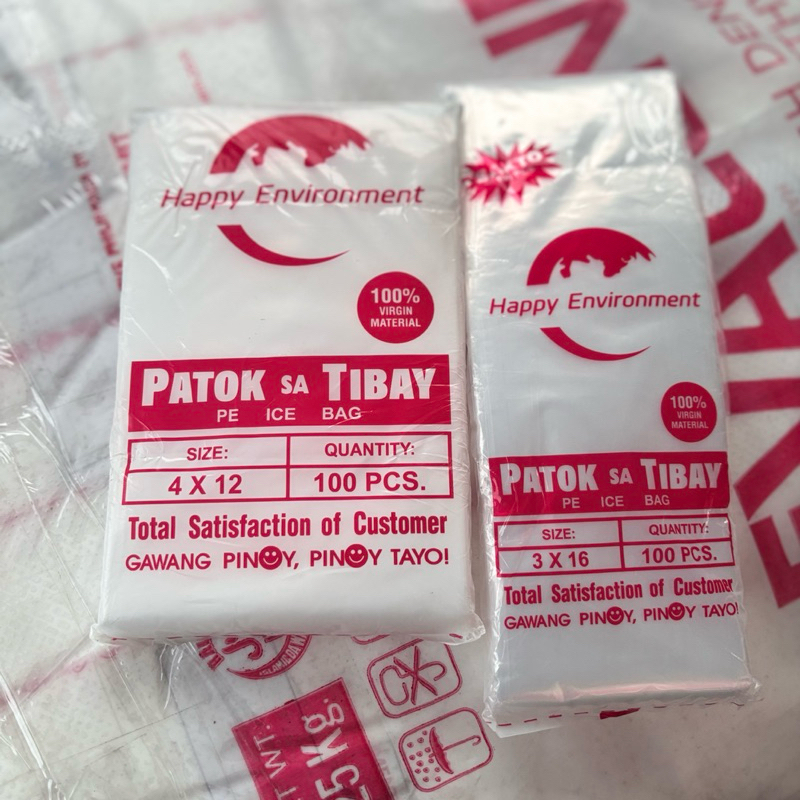 Happy Environment
100%
VIRGIN
MATERIAL
PATOK SA TIBAY
PE ICE BAG
SIZE: QUANTITY:
4 X 12 100 PCS.
Total Satisfaction of Customer
GAWANG PINOY, PINOY TAYO!
Happy Environment
100%
VIRGIN
MATERIAL
PATOK SA TIBAY
PE ICE BAG
SIZE: QUANTITY:
3 X 16 100 PCS.
Total Satisfaction of Customer
GAWANG PINOY, PINOY TAYO!
WT:
25 kg.